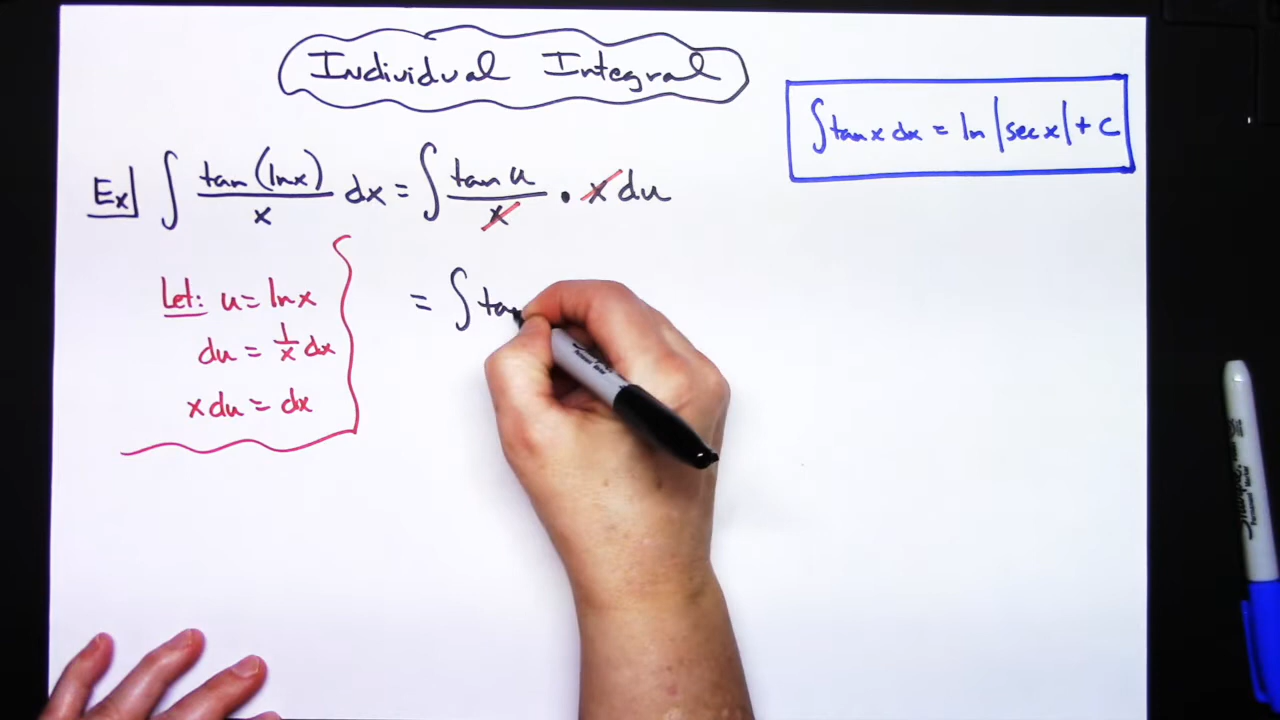 Individual Integral
∫tan x dx = ln|sec x| + C
Ex ∫ tan(ln x)/x dx = ∫ tan u/x • x du
Let: u = ln x
du = 1/x dx
x du = dx
= ∫ tan